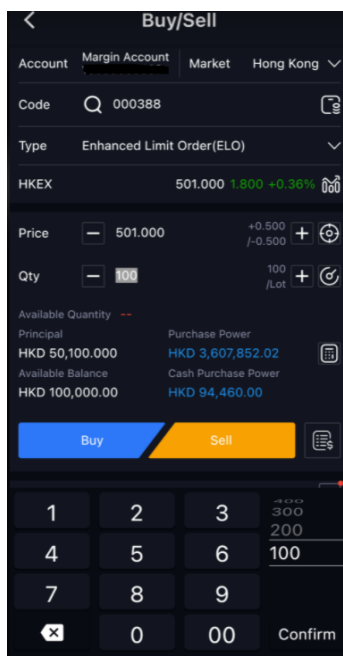 Buy/Sell
Account Margin Account Market Hong Kong
Code 000388
Type Enhanced Limit Order(ELO)
HKEX 501.000 1.800 +0.36%
Price 501.000 +0.500
/-0.500
Qty 100 100
/Lot
Available Quantity --
Principal Purchase Power
HKD 50,100.000 HKD 3,607,852.02
Available Balance Cash Purchase Power
HKD 100,000.00 HKD 94,460.00
Buy Sell
400
1 2 3 300
200
4 5 6 100
7 8 9
0 00 Confirm